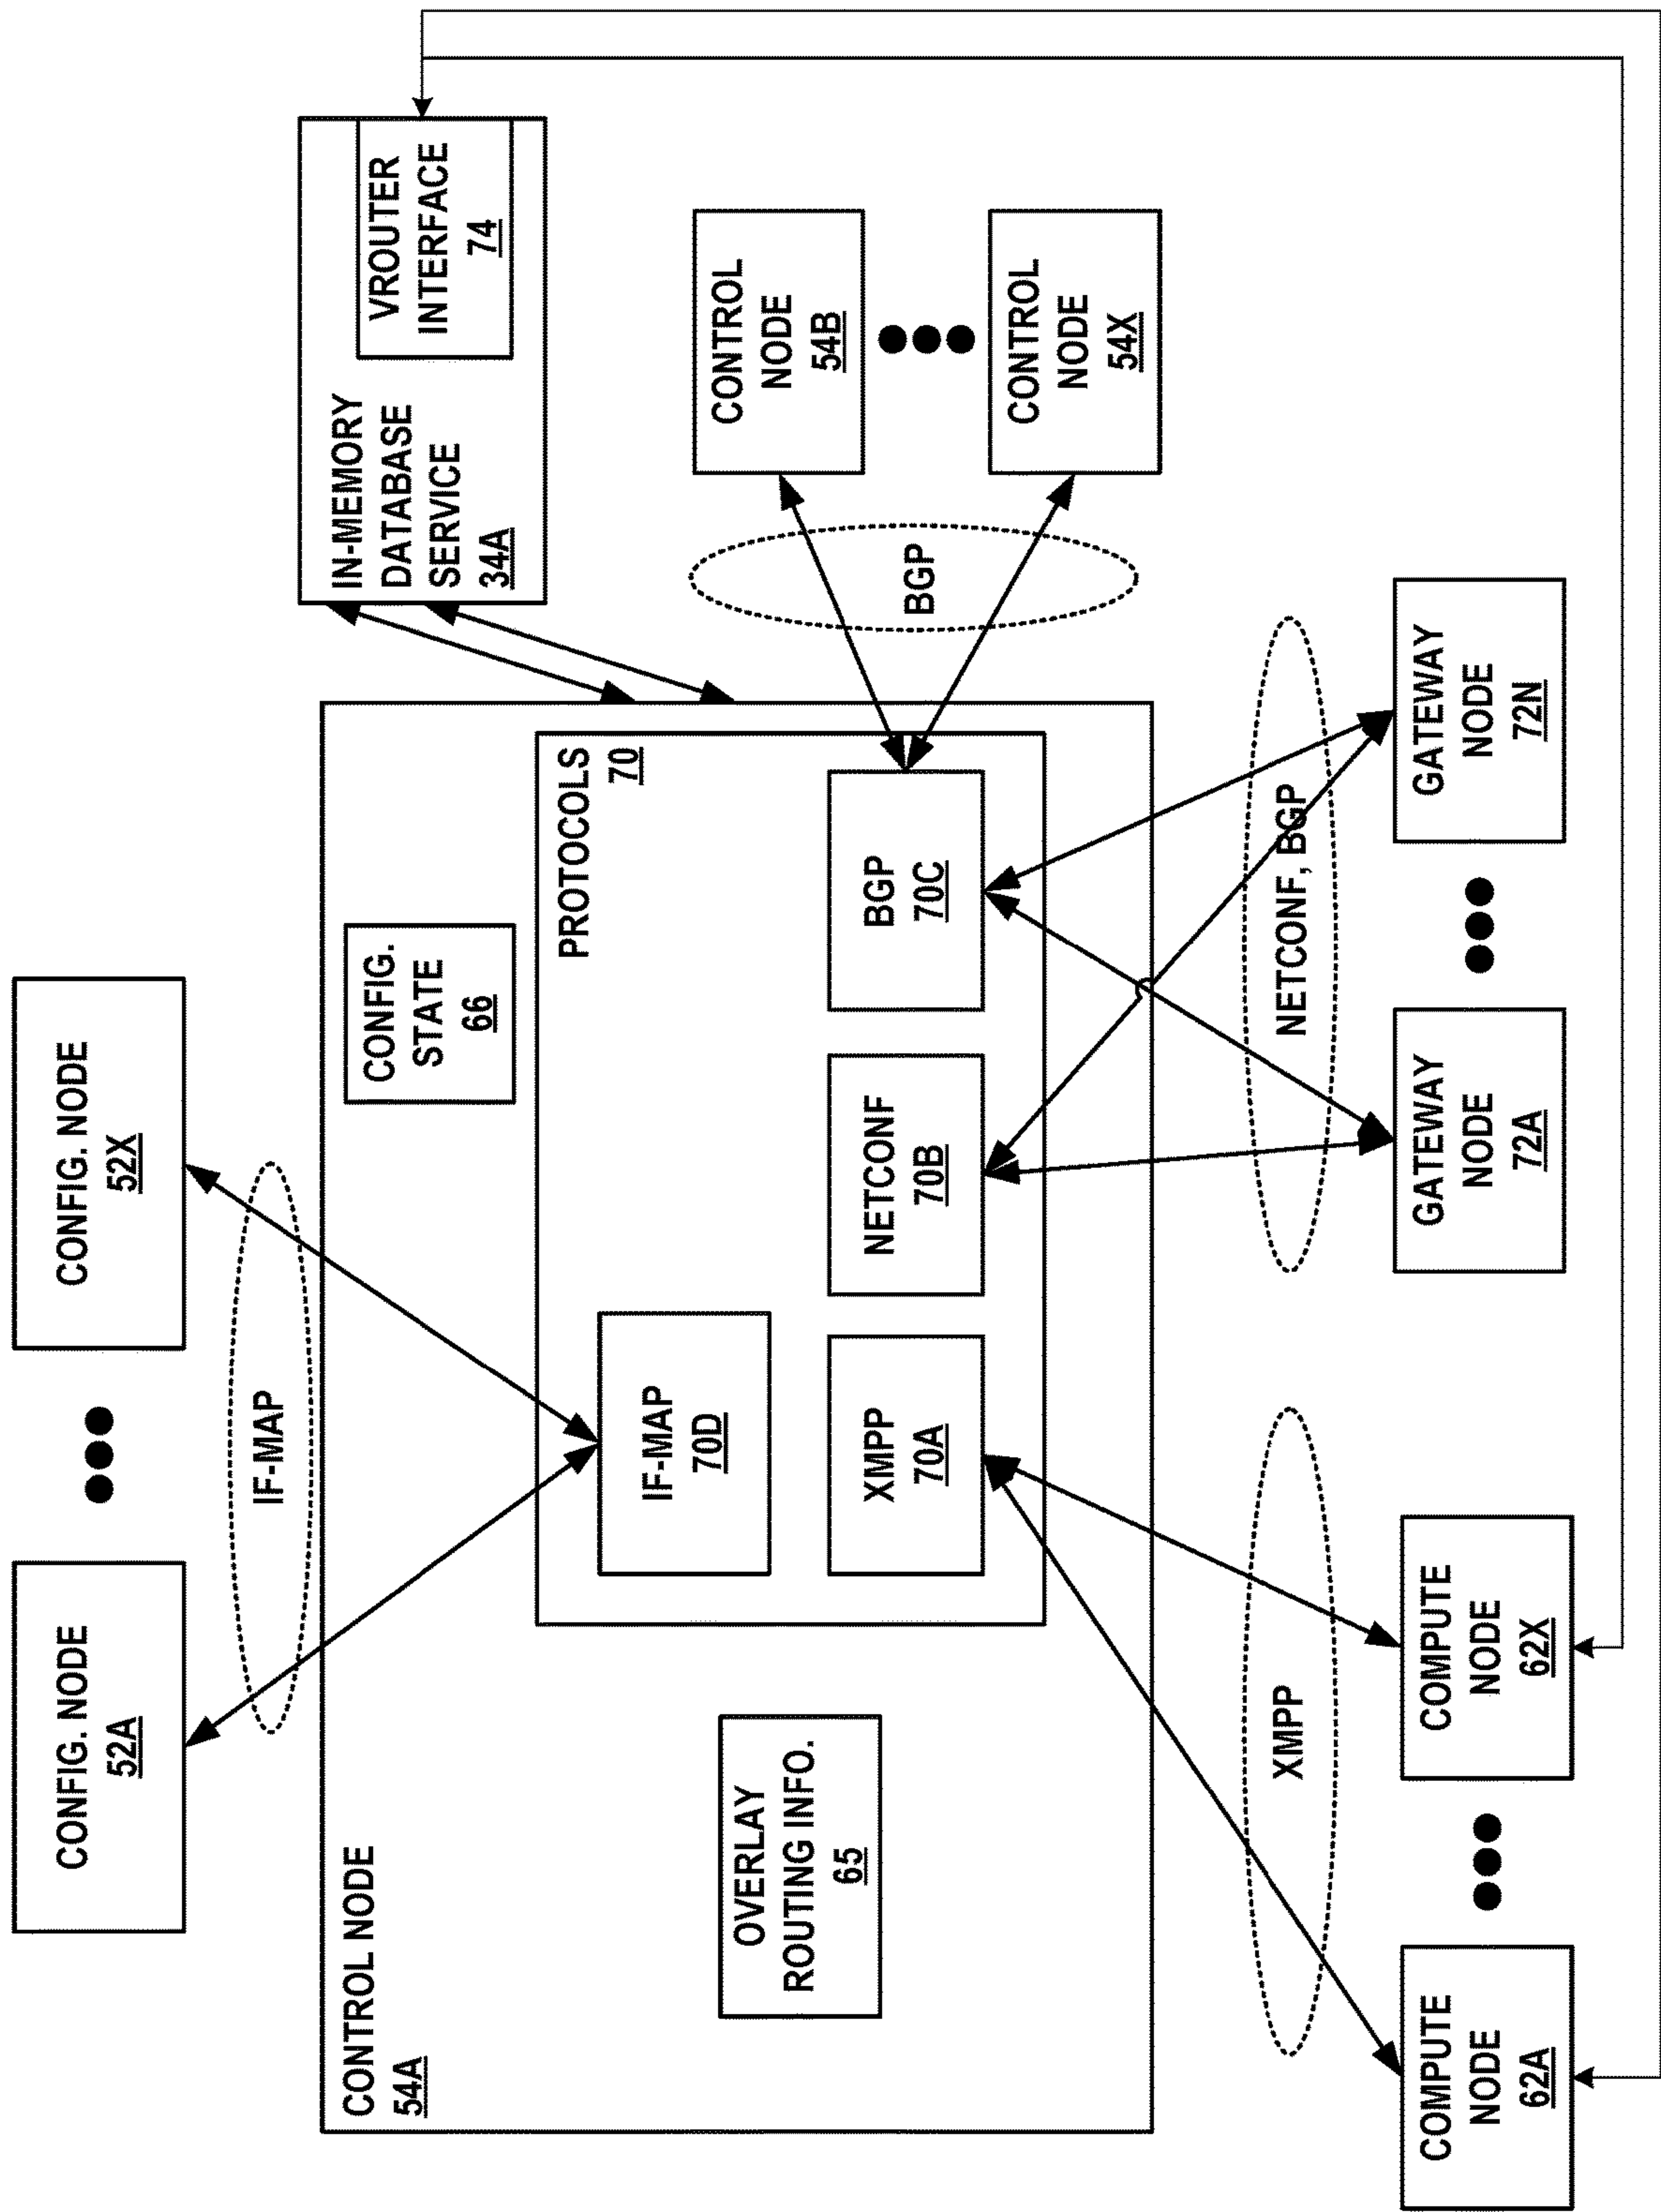 CONFIG. NODE
52A
CONFIG. NODE
52X
IF-MAP
CONTROL NODE
54A
CONFIG.
STATE
66
OVERLAY
ROUTING INFO.
65
PROTOCOLS
70
IF-MAP
70D
XMPP
70A
NETCONF
70B
BGP
70C
IN-MEMORY
DATABASE
SERVICE
34A
VROUTER
INTERFACE
74
BGP
CONTROL
NODE
54B
CONTROL
NODE
54X
XMPP
NETCONF, BGP
COMPUTE
NODE
62A
COMPUTE
NODE
62X
GATEWAY
NODE
72A
GATEWAY
NODE
72N